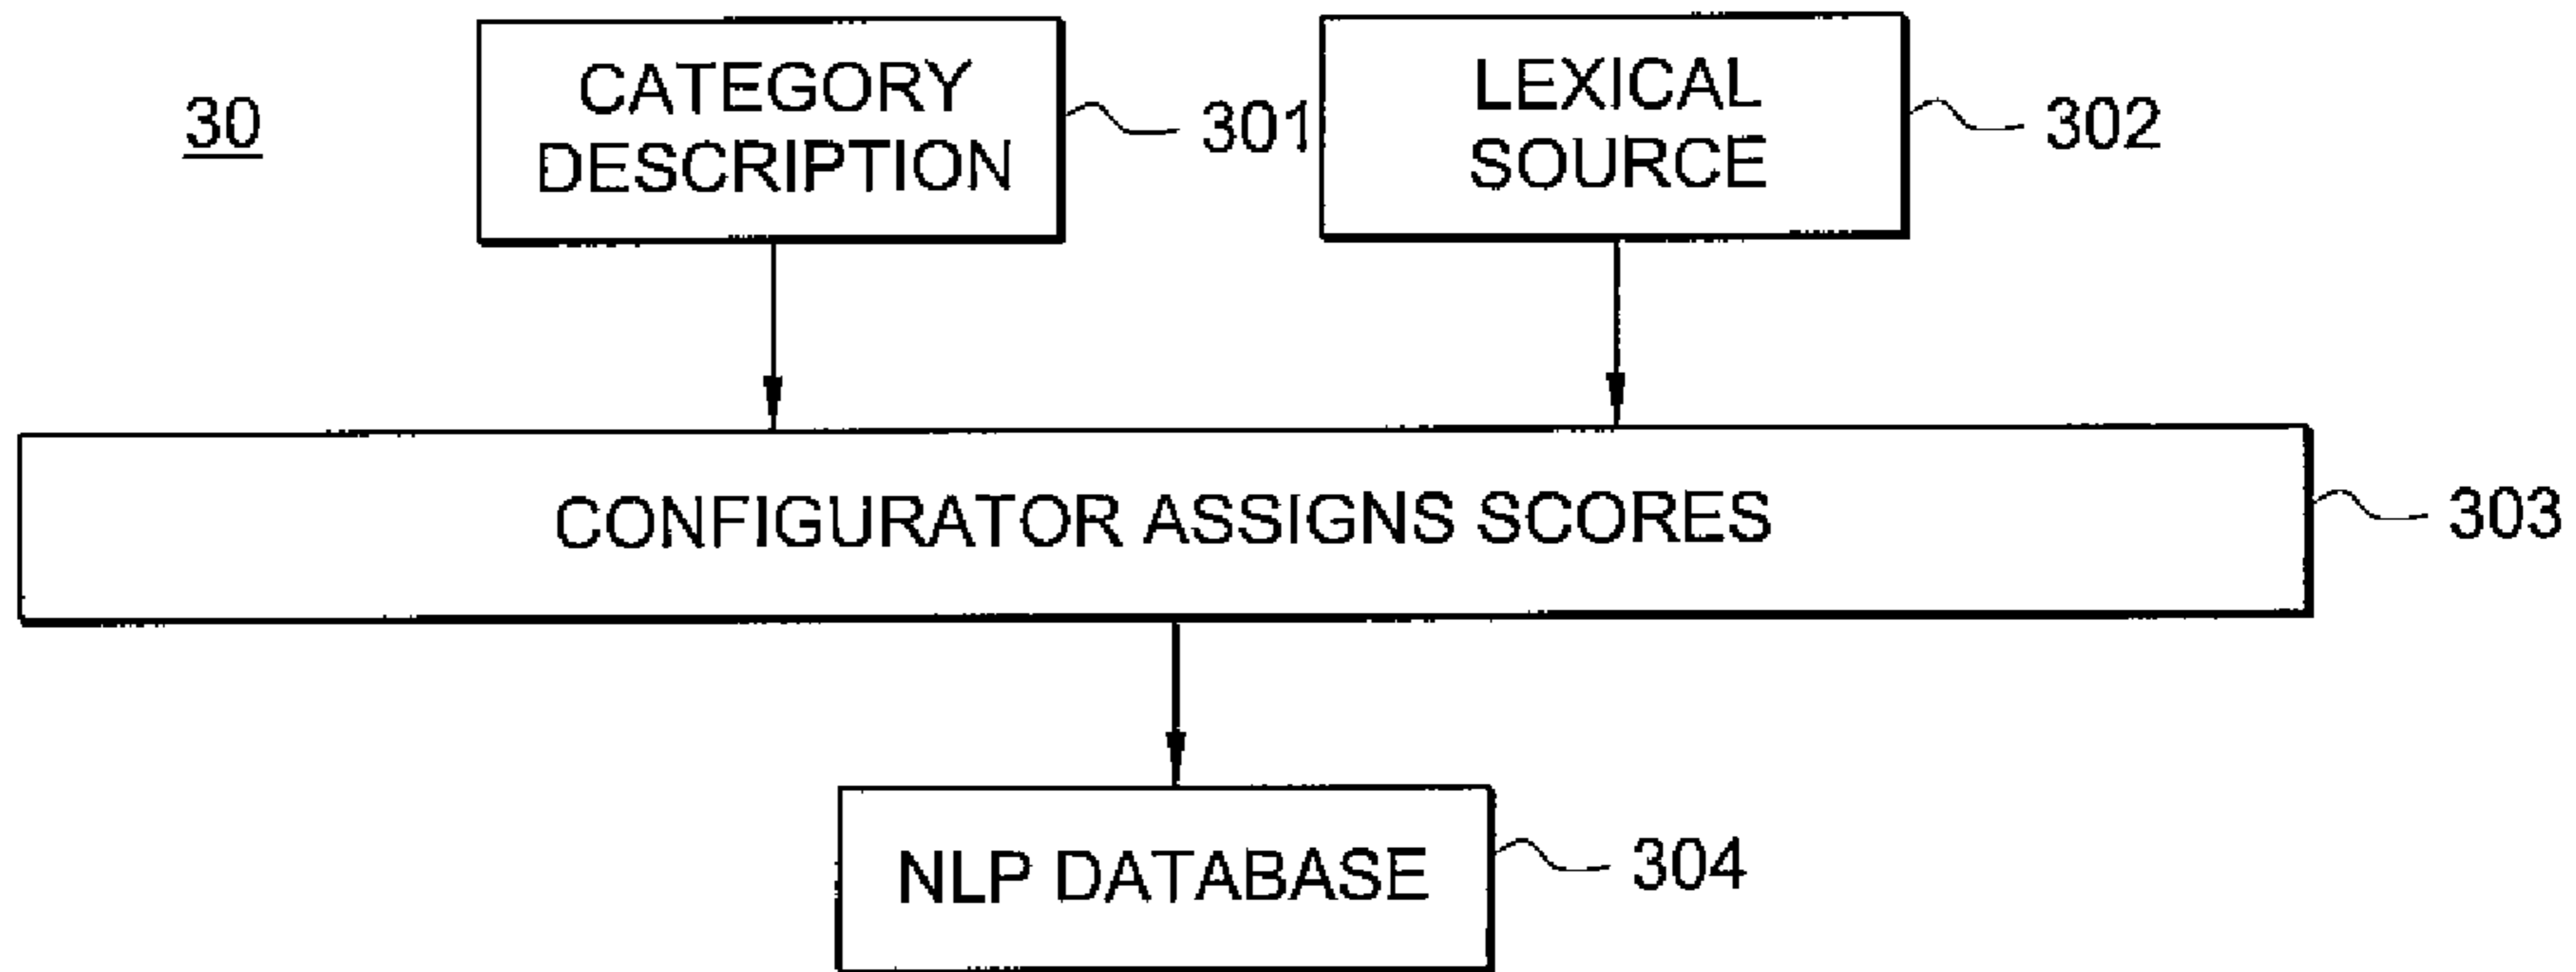 30
CATEGORY
DESCRIPTION
301
LEXICAL
SOURCE
302
CONFIGURATOR ASSIGNS SCORES
303
NLP DATABASE
304